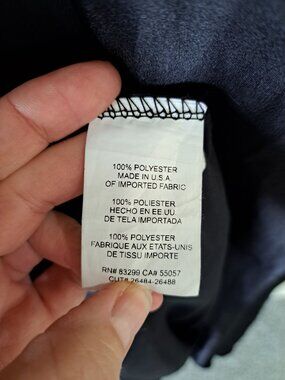 100% POLYESTER
MADE IN U.S.A.
OF IMPORTED FABRIC
100% POLIESTER
HECHO EN EE UU
DE TELA IMPORTADA
100% POLYESTER
FABRIQUE AUX ETATS-UNIS
DE TISSU IMPORTE
RN# 83299 CA# 55057
CUT# 26484-26488